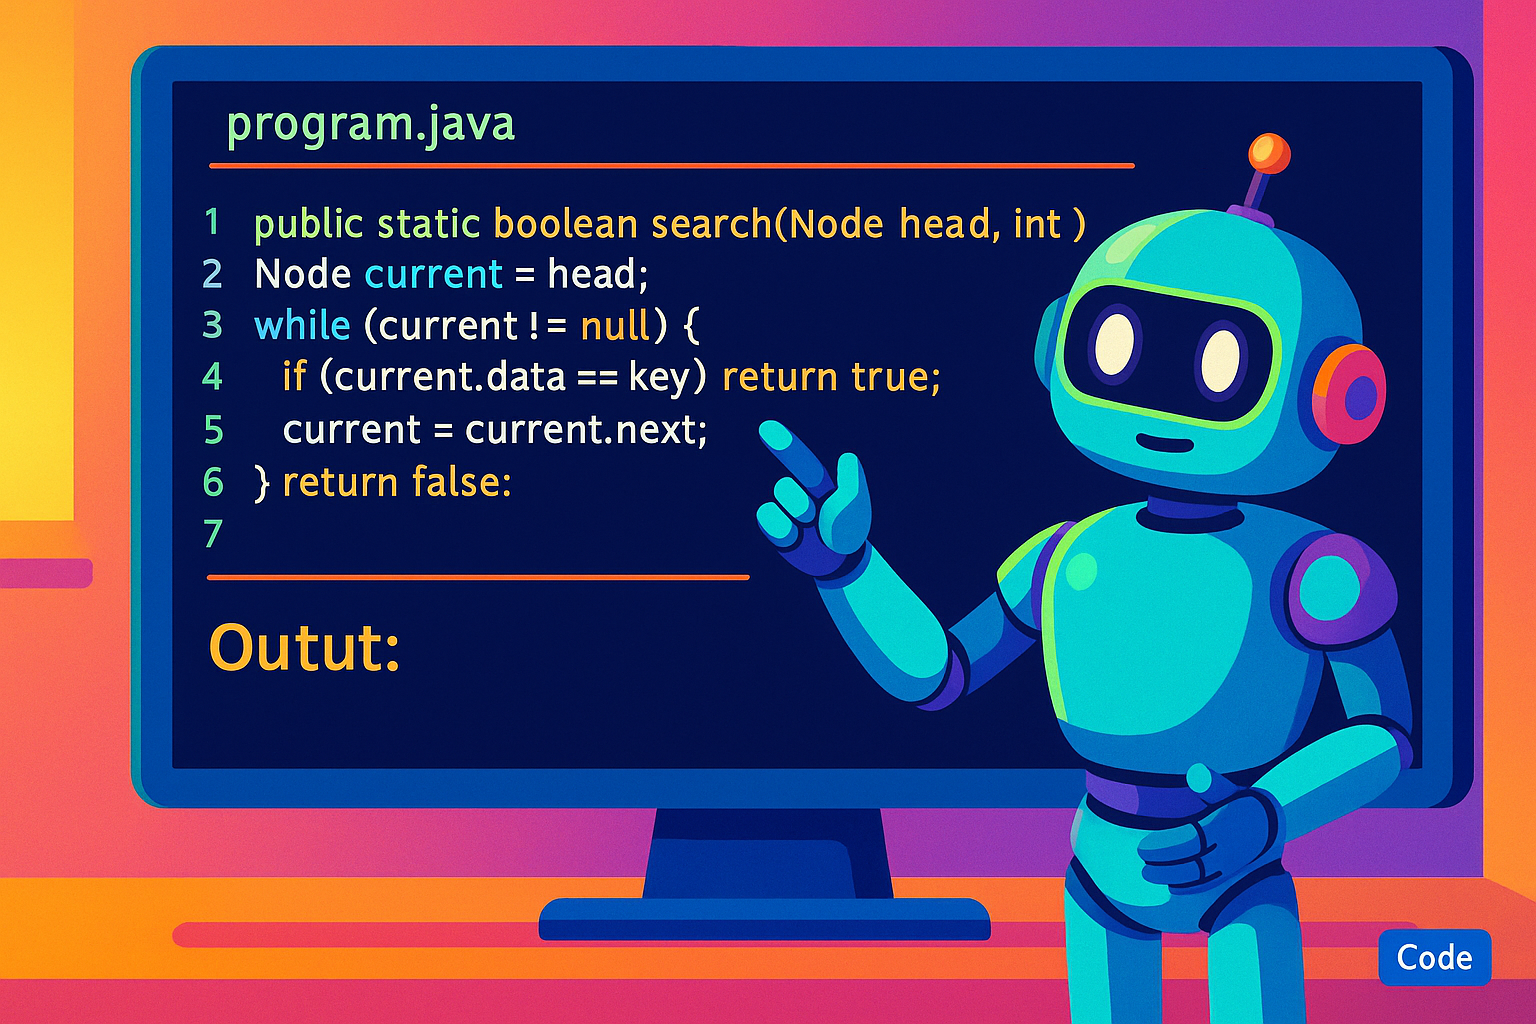 program.java
1 public static boolean search(Node head, int )
2 Node current = head;
3 while (current != null) {
4 if (current.data == key) return true;
5 current = current.next;
6 } return false:
7
Outut:
Code